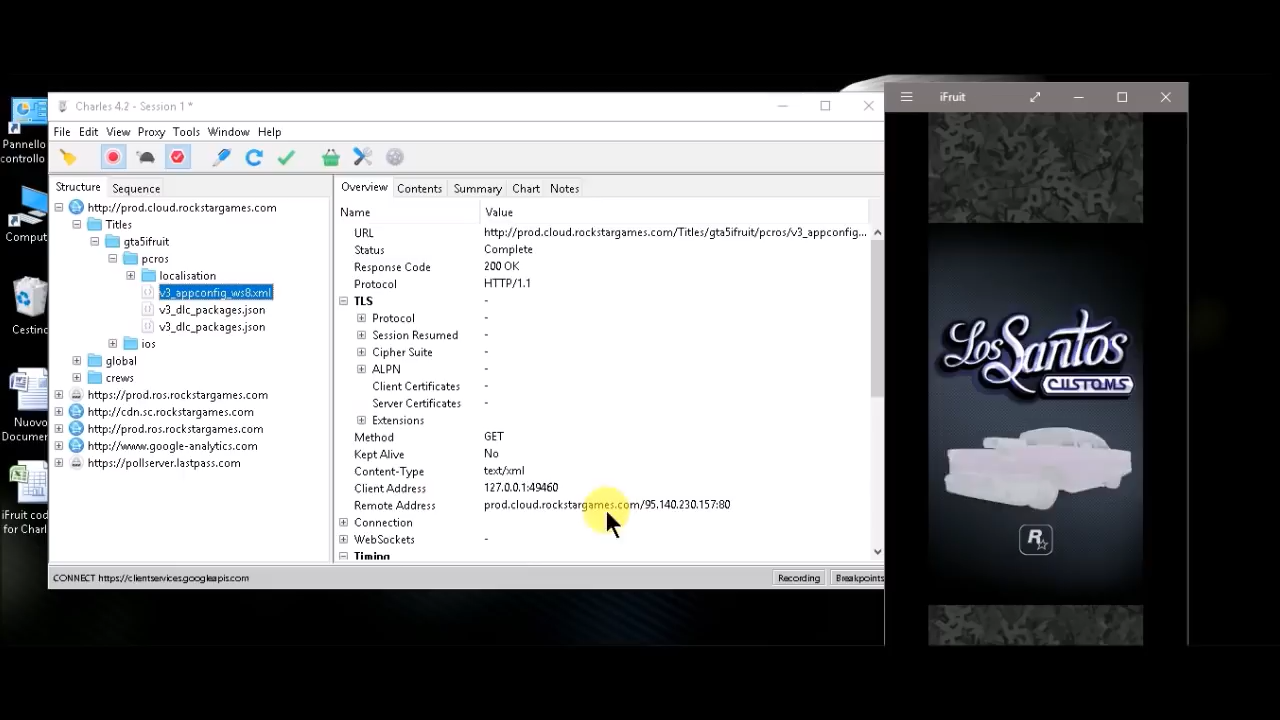 Charles 4.2 - Session 1 *
File Edit View Proxy Tools Window Help
Structure Sequence
http://prod.cloud.rockstargames.com
Titles
gta5ifruit
pcros
localisation
v3_appconfig_ws8.xml
v3_dlc_packages.json
v3_dlc_packages.json
ios
global
crews
https://prod.ros.rockstargames.com
http://cdn.sc.rockstargames.com
http://prod.ros.rockstargames.com
http://www.google-analytics.com
https://pollserver.lastpass.com
Overview Contents Summary Chart Notes
Name Value
URL http://prod.cloud.rockstargames.com/Titles/gta5ifruit/pcros/v3_appconfig...
Status Complete
Response Code 200 OK
Protocol HTTP/1.1
TLS -
Protocol -
Session Resumed -
Cipher Suite -
ALPN -
Client Certificates -
Server Certificates -
Extensions -
Method GET
Kept Alive No
Content-Type text/xml
Client Address 127.0.0.1:49460
Remote Address prod.cloud.rockstargames.com/95.140.230.157:80
Connection
WebSockets -
Timing
CONNECT https://clientservices.googleapis.com
Recording Breakpoints
Pannello
controllo
Comput
Cestino
Nuovo
Docume
iFruit cod
for Charl
iFruit
Los Santos
CUSTOMS
R